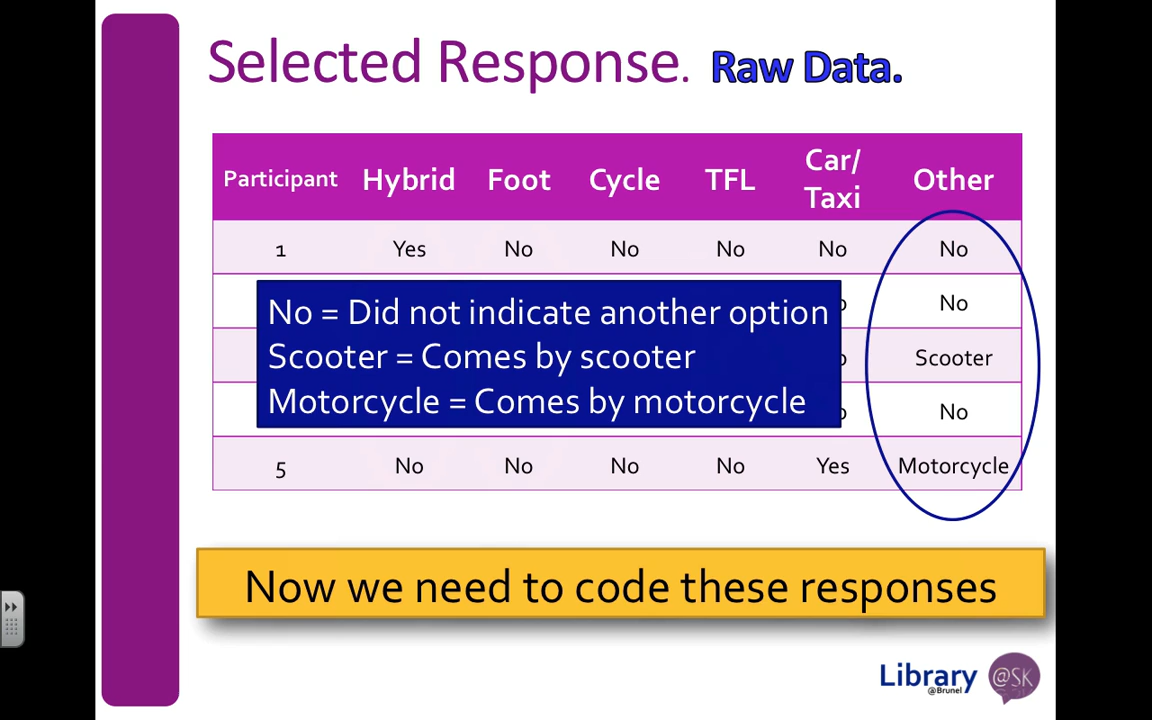 Selected Response. Raw Data.
Participant Hybrid Foot Cycle TFL Car/ Taxi Other
1 Yes No No No No No
No
Scooter
No
5 No No No No Yes Motorcycle
No = Did not indicate another option
Scooter = Comes by scooter
Motorcycle = Comes by motorcycle
Now we need to code these responses
Library @SK
@Brunel